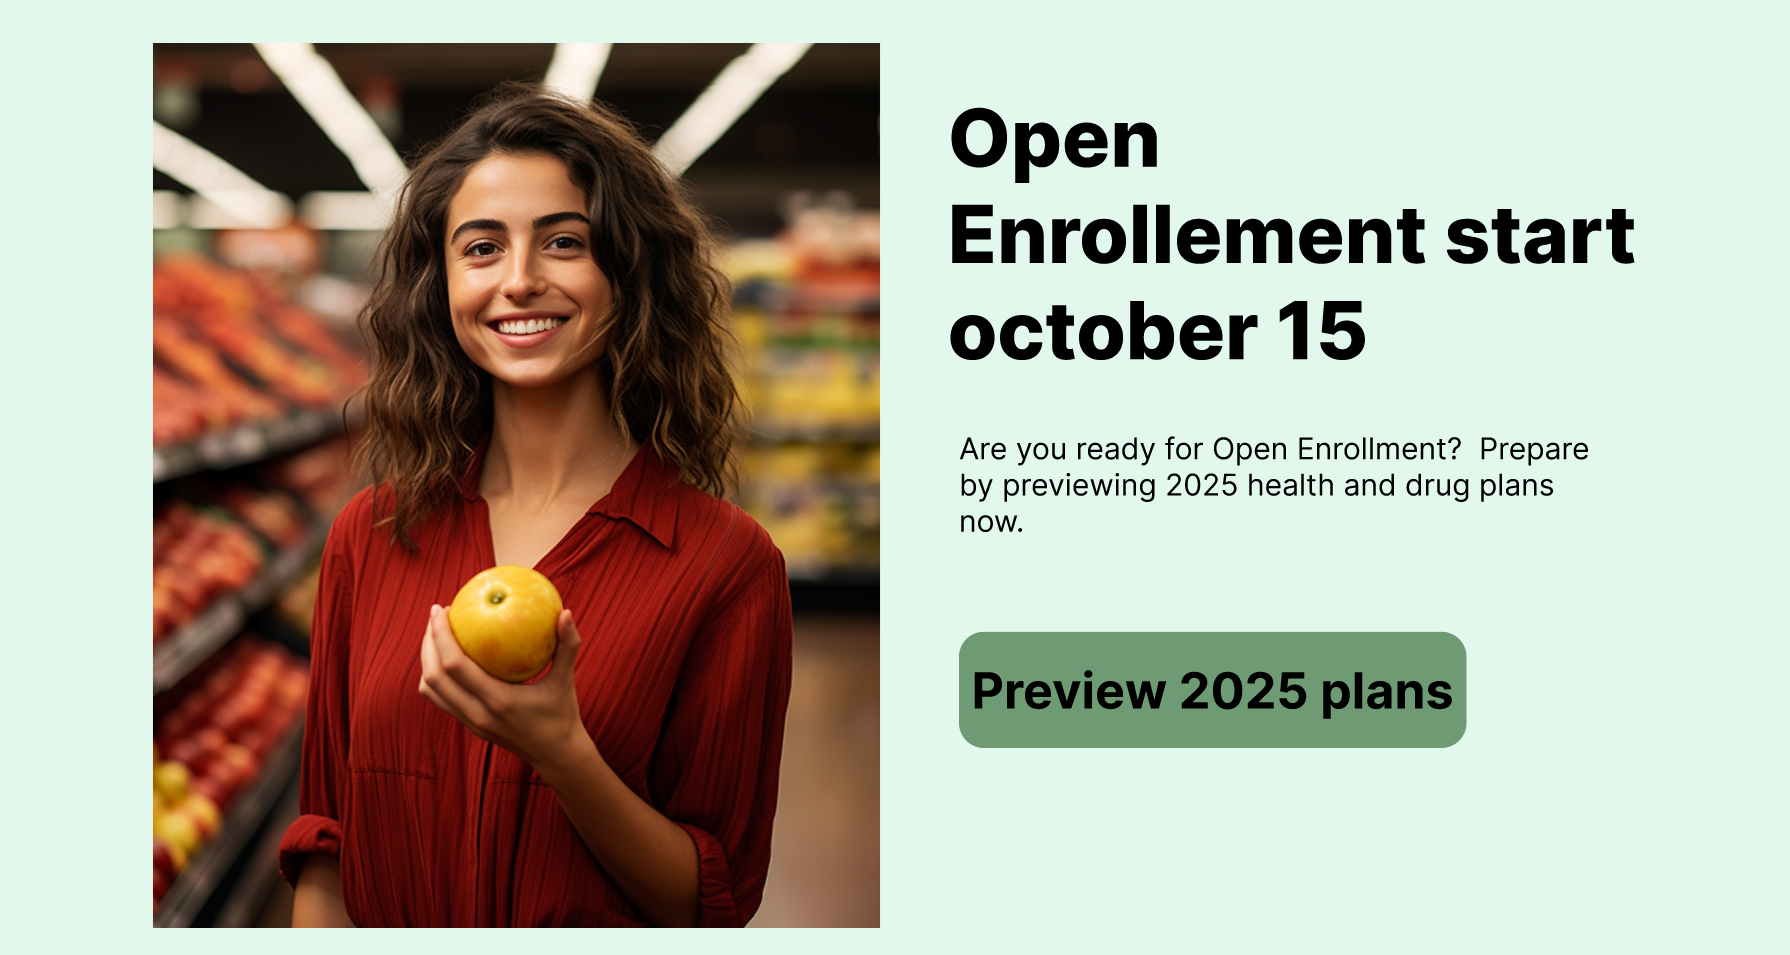 Open
Enrollement start
october 15
Are you ready for Open Enrollment?  Prepare
by previewing 2025 health and drug plans
now.
Preview 2025 plans